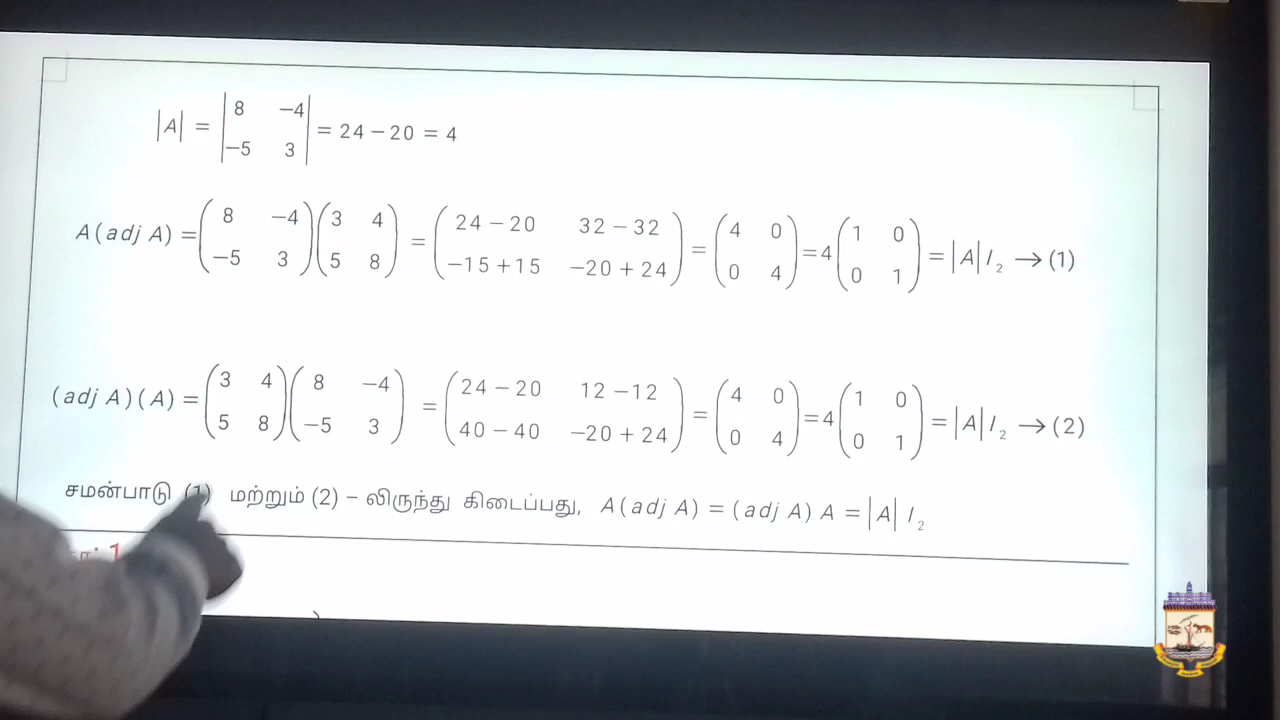 |A| = | 8 −4 ; −5 3 | = 24 − 20 = 4
A(adj A) = ( 8 −4 ; −5 3 ) ( 3 4 ; 5 8 ) = ( 24 − 20 32 − 32 ; −15 + 15 −20 + 24 ) = ( 4 0 ; 0 4 ) = 4 ( 1 0 ; 0 1 ) = |A| I₂ → (1)
(adj A)(A) = ( 3 4 ; 5 8 ) ( 8 −4 ; −5 3 ) = ( 24 − 20 12 − 12 ; 40 − 40 −20 + 24 ) = ( 4 0 ; 0 4 ) = 4 ( 1 0 ; 0 1 ) = |A| I₂ → (2)
சமன்பாடு (1) மற்றும் (2) – லிருந்து கிடைப்பது, A(adj A) = (adj A) A = |A| I₂
1